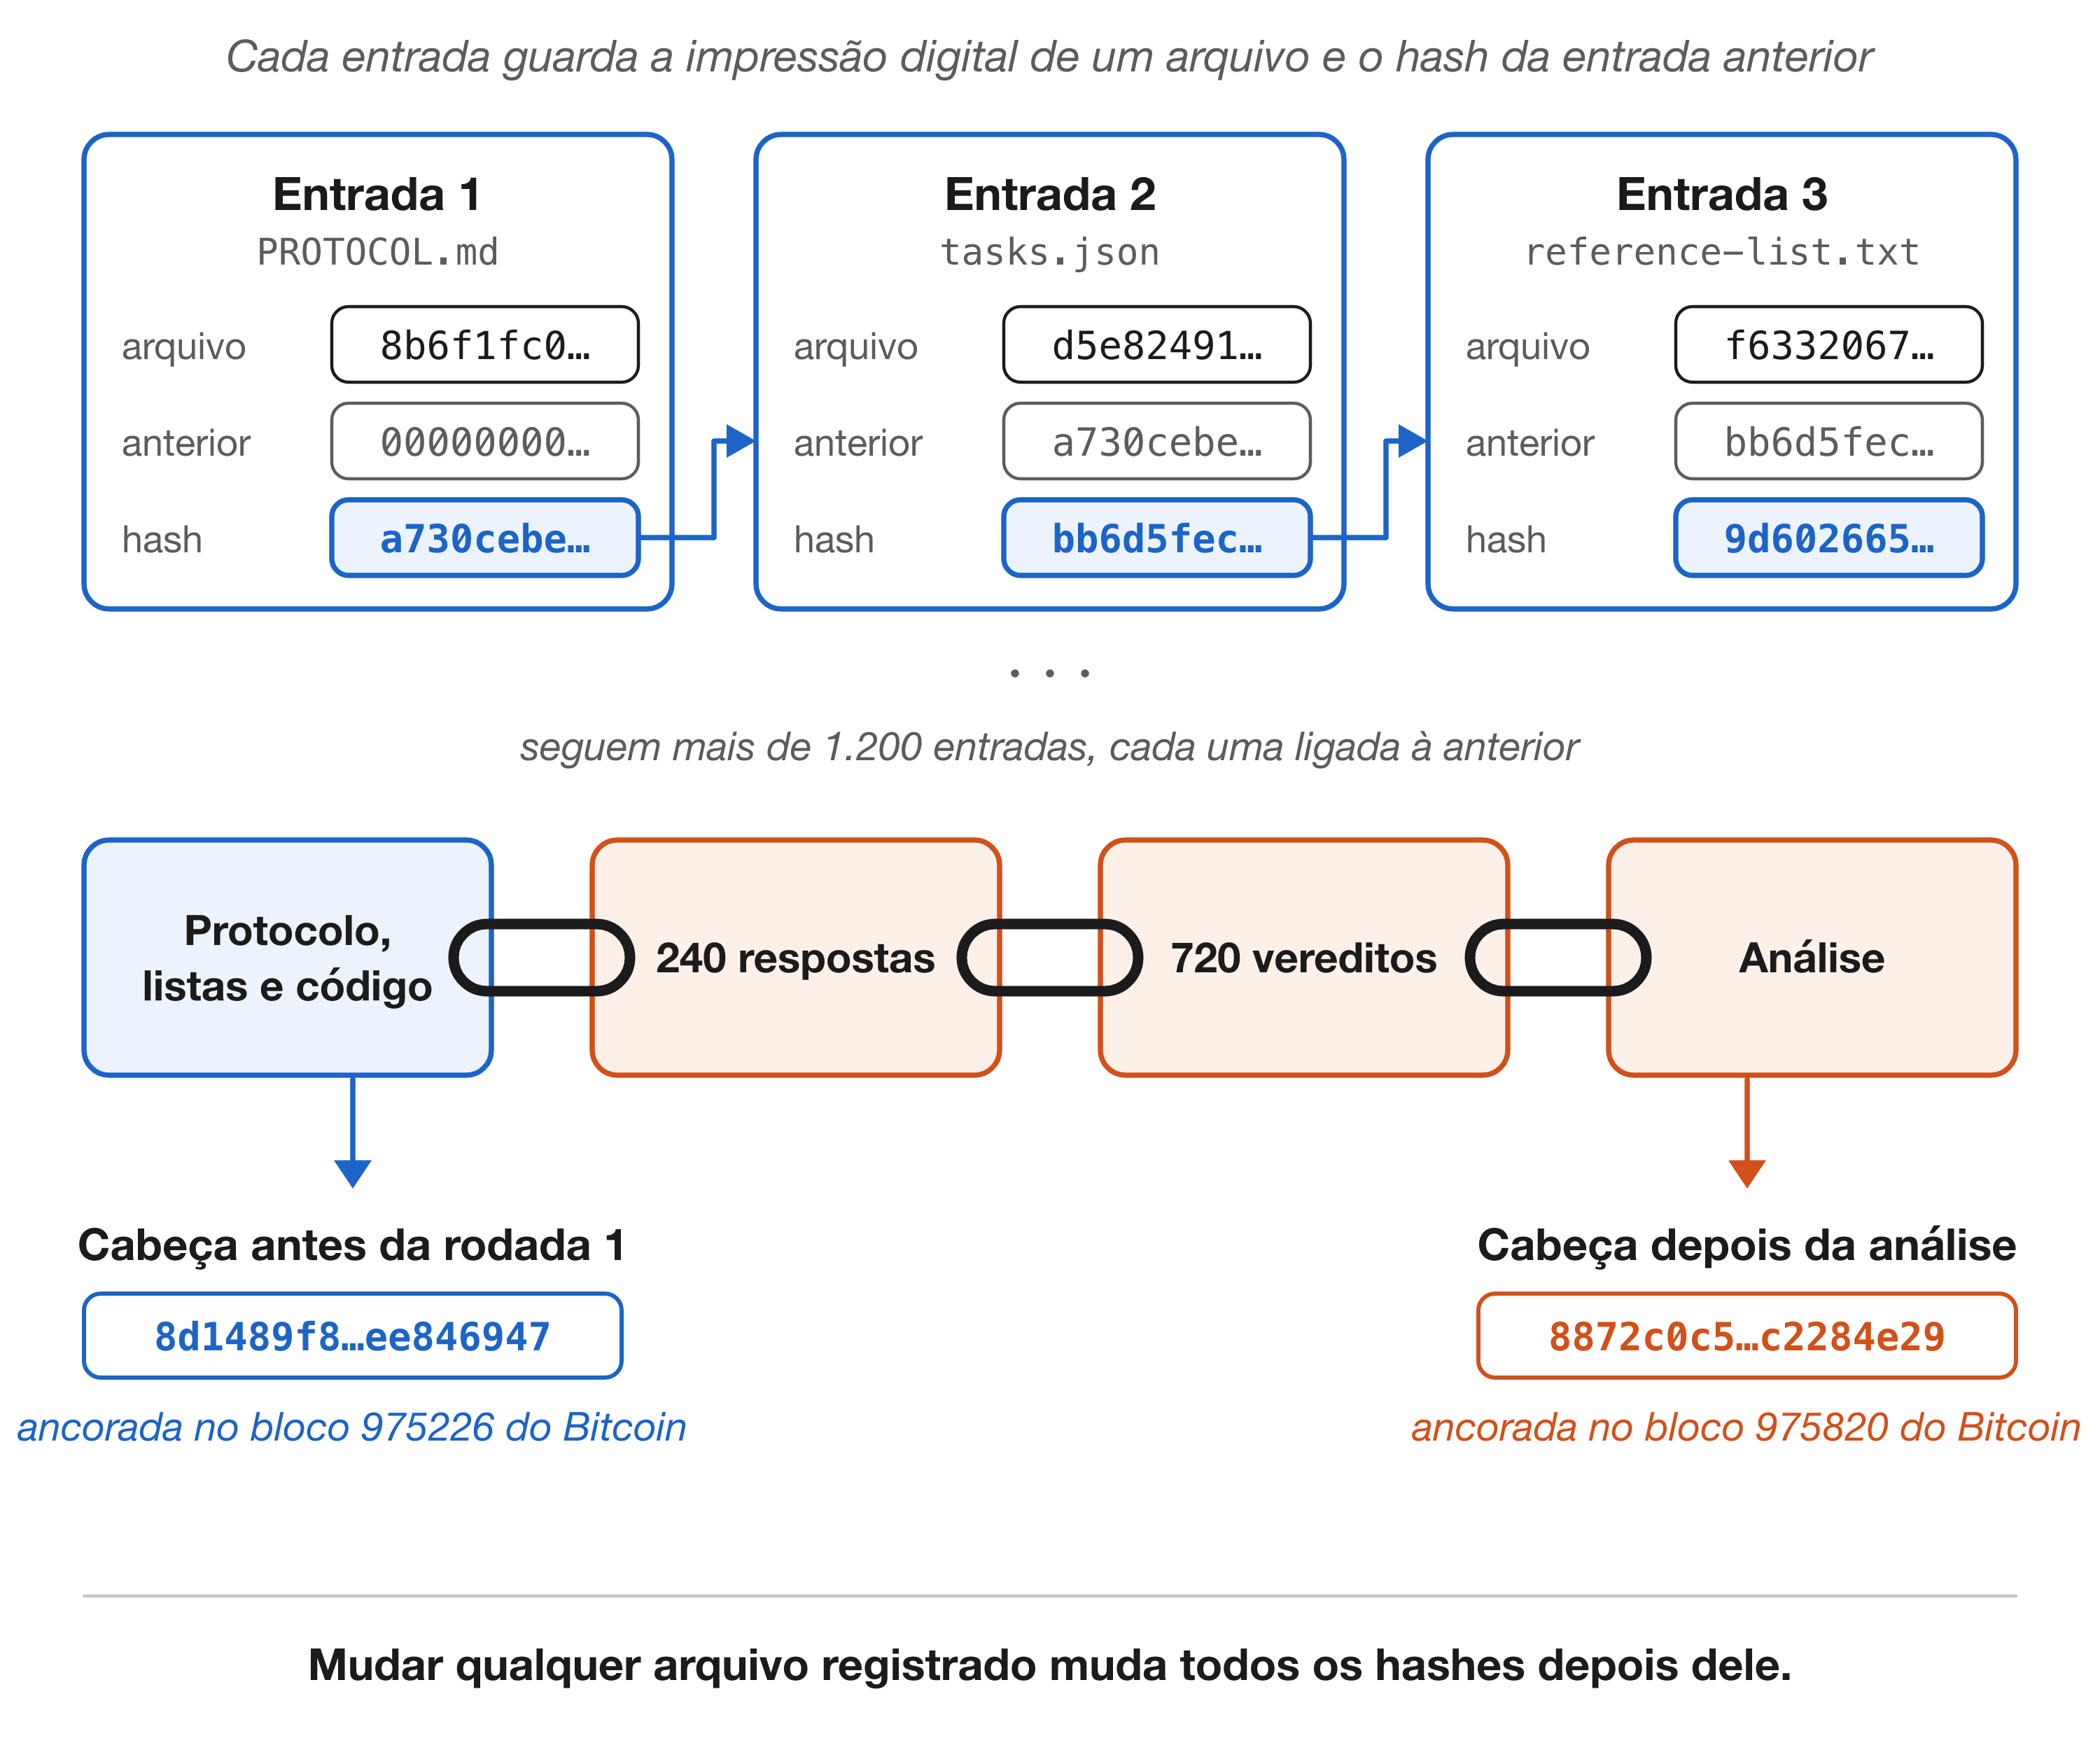 Cada entrada guarda a impressão digital de um arquivo e o hash da entrada anterior
Entrada 1
PROTOCOL.md
arquivo 8b6f1fc0…
anterior 00000000…
hash a730cebe…
Entrada 2
tasks.json
arquivo d5e82491…
anterior a730cebe…
hash bb6d5fec…
Entrada 3
reference-list.txt
arquivo f6332067…
anterior bb6d5fec…
hash 9d602665…
. . .
seguem mais de 1.200 entradas, cada uma ligada à anterior
Protocolo,
listas e código
240 respostas
720 vereditos
Análise
Cabeça antes da rodada 1
8d1489f8…ee846947
ancorada no bloco 975226 do Bitcoin
Cabeça depois da análise
8872c0c5…c2284e29
ancorada no bloco 975820 do Bitcoin
Mudar qualquer arquivo registrado muda todos os hashes depois dele.